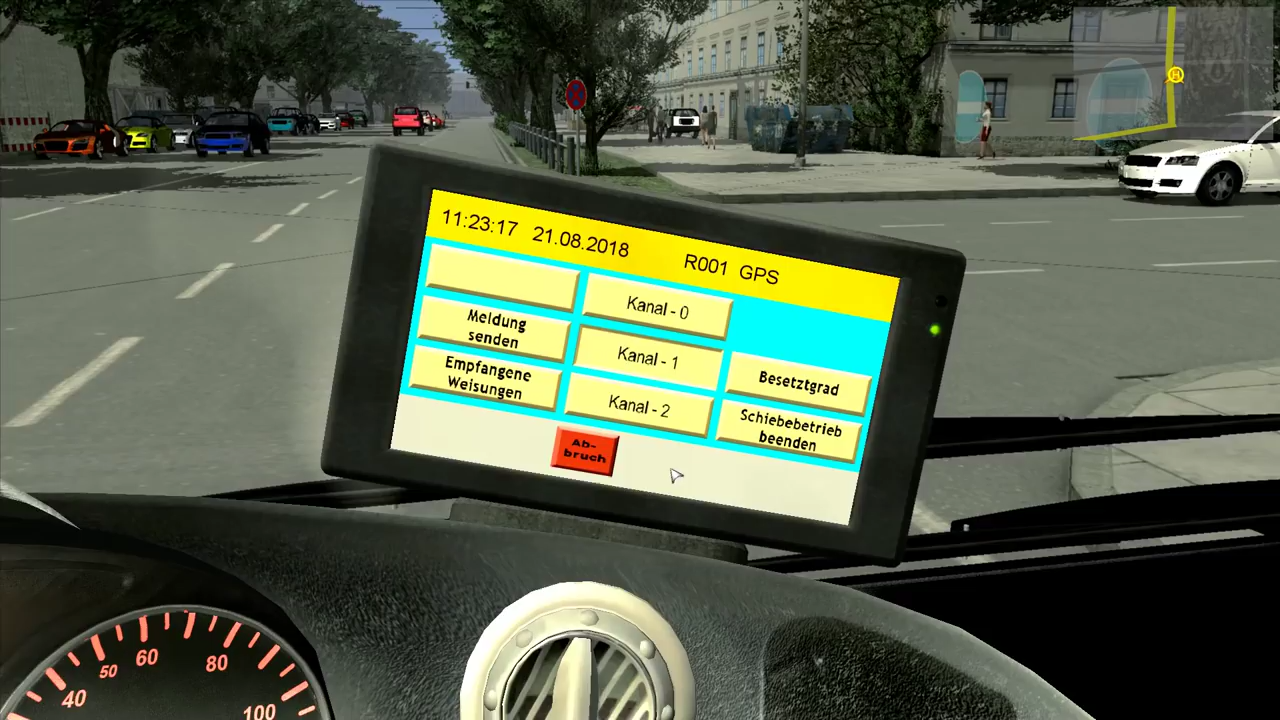 11:23:17 21.08.2018 R001 GPS
Kanal - 0
Meldung
senden
Kanal - 1
Besetztgrad
Empfangene
Weisungen
Kanal - 2
Schiebebetrieb
beenden
Ab-
bruch
40
50
60
80
100
H